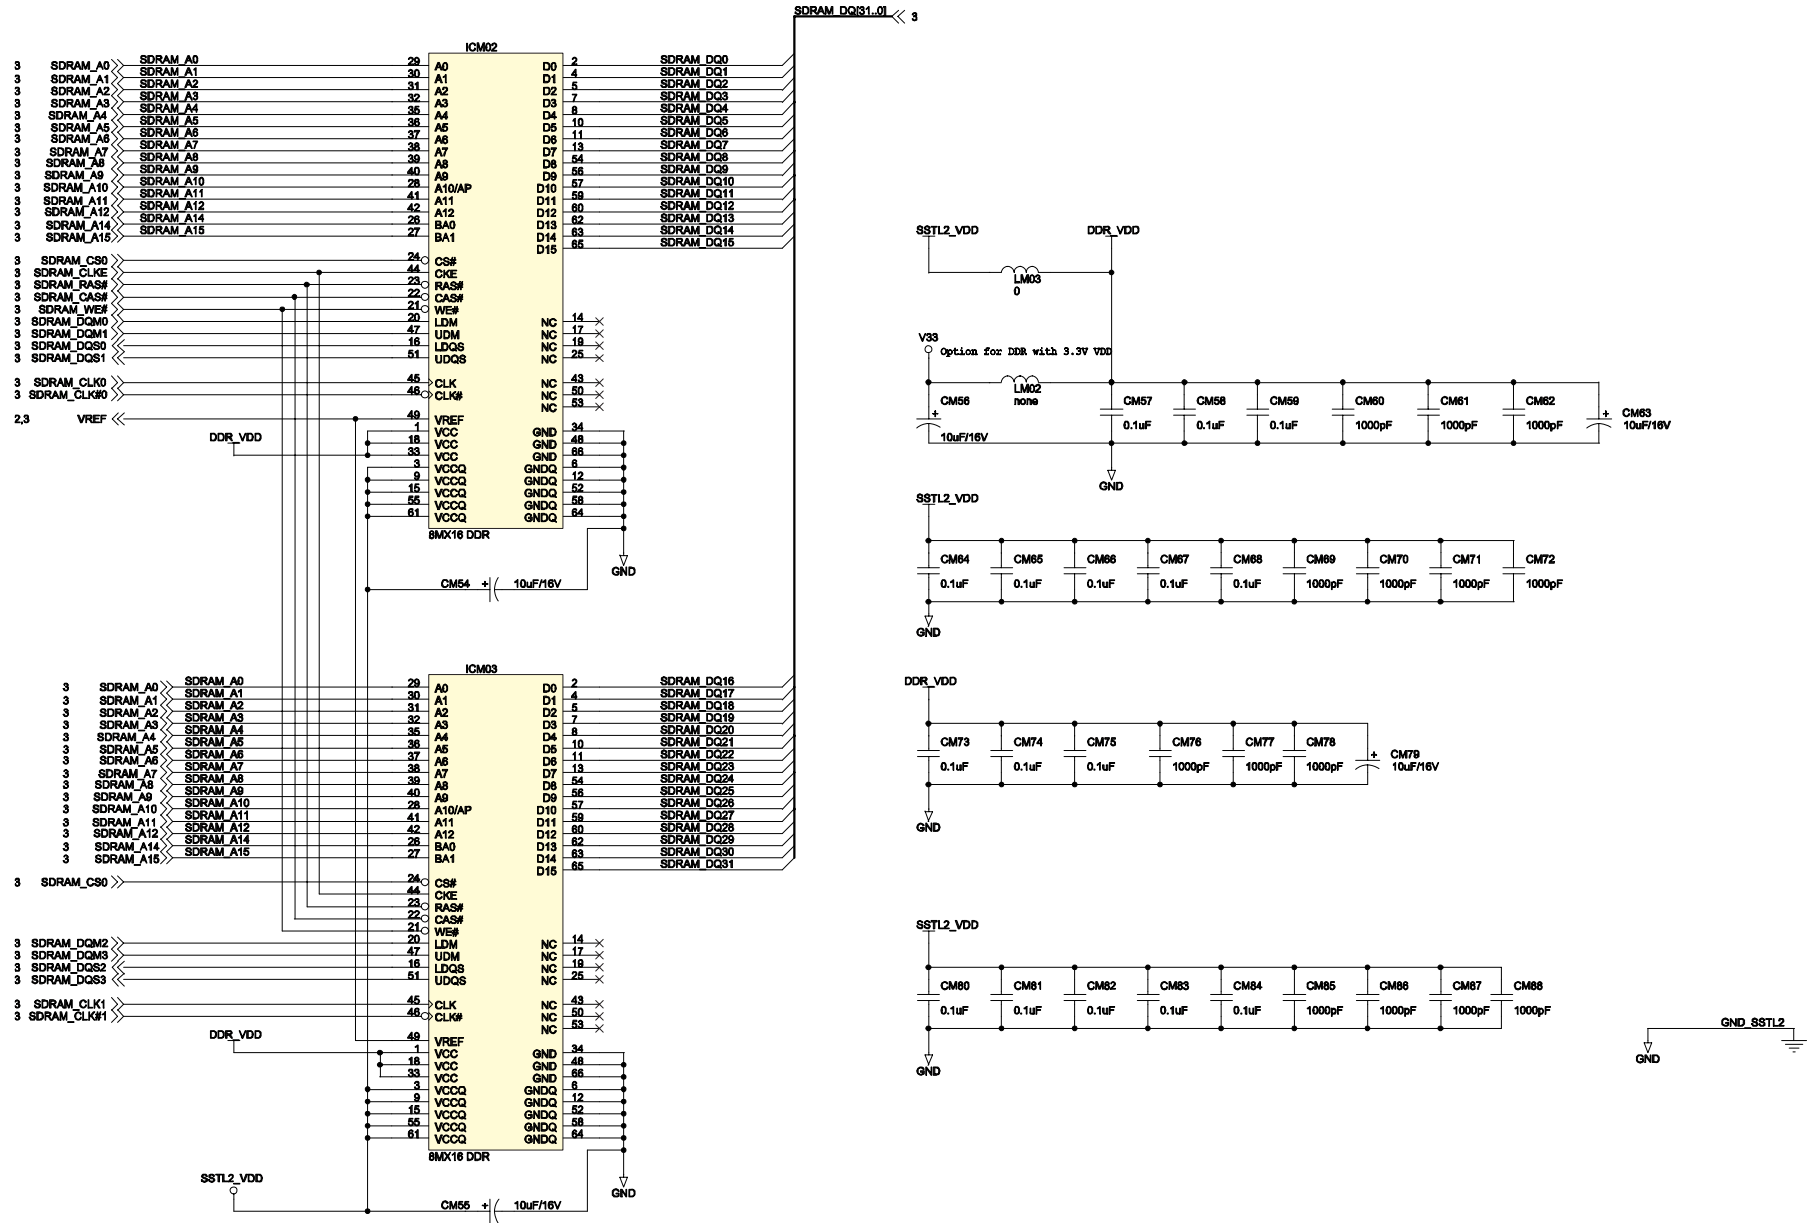 SDRAM_DQ[31..0] 3
ICM02
3 SDRAM_A0 SDRAM_A0 29 A0 D0 2 SDRAM_DQ0
3 SDRAM_A1 SDRAM_A1 30 A1 D1 4 SDRAM_DQ1
3 SDRAM_A2 SDRAM_A2 31 A2 D2 5 SDRAM_DQ2
3 SDRAM_A3 SDRAM_A3 32 A3 D3 7 SDRAM_DQ3
3 SDRAM_A4 SDRAM_A4 35 A4 D4 8 SDRAM_DQ4
3 SDRAM_A5 SDRAM_A5 36 A5 D5 10 SDRAM_DQ5
3 SDRAM_A6 SDRAM_A6 37 A6 D6 11 SDRAM_DQ6
3 SDRAM_A7 SDRAM_A7 38 A7 D7 13 SDRAM_DQ7
3 SDRAM_A8 SDRAM_A8 39 A8 D8 54 SDRAM_DQ8
3 SDRAM_A9 SDRAM_A9 40 A9 D9 56 SDRAM_DQ9
3 SDRAM_A10 SDRAM_A10 28 A10/AP D10 57 SDRAM_DQ10
3 SDRAM_A11 SDRAM_A11 41 A11 D11 59 SDRAM_DQ11
3 SDRAM_A12 SDRAM_A12 42 A12 D12 60 SDRAM_DQ12
3 SDRAM_A14 SDRAM_A14 26 BA0 D13 62 SDRAM_DQ13
3 SDRAM_A15 SDRAM_A15 27 BA1 D14 63 SDRAM_DQ14
D15 65 SDRAM_DQ15
3 SDRAM_CS0 24 CS#
3 SDRAM_CLKE 44 CKE
3 SDRAM_RAS# 23 RAS#
3 SDRAM_CAS# 22 CAS#
3 SDRAM_WE# 21 WE#
3 SDRAM_DQM0 20 LDM NC 14
3 SDRAM_DQM1 47 UDM NC 17
3 SDRAM_DQS0 16 LDQS NC 19
3 SDRAM_DQS1 51 UDQS NC 25
3 SDRAM_CLK0 45 CLK NC 43
3 SDRAM_CLK#0 46 CLK# NC 50
NC 53
2,3 VREF 49 VREF
DDR_VDD 1 VCC GND 34
18 VCC GND 48
33 VCC GND 66
3 VCCQ GNDQ 6
9 VCCQ GNDQ 12
15 VCCQ GNDQ 52
55 VCCQ GNDQ 58
61 VCCQ GNDQ 64
8MX16 DDR
GND
CM54 + 10uF/16V
ICM03
3 SDRAM_A0 SDRAM_A0 29 A0 D0 2 SDRAM_DQ16
3 SDRAM_A1 SDRAM_A1 30 A1 D1 4 SDRAM_DQ17
3 SDRAM_A2 SDRAM_A2 31 A2 D2 5 SDRAM_DQ18
3 SDRAM_A3 SDRAM_A3 32 A3 D3 7 SDRAM_DQ19
3 SDRAM_A4 SDRAM_A4 35 A4 D4 8 SDRAM_DQ20
3 SDRAM_A5 SDRAM_A5 36 A5 D5 10 SDRAM_DQ21
3 SDRAM_A6 SDRAM_A6 37 A6 D6 11 SDRAM_DQ22
3 SDRAM_A7 SDRAM_A7 38 A7 D7 13 SDRAM_DQ23
3 SDRAM_A8 SDRAM_A8 39 A8 D8 54 SDRAM_DQ24
3 SDRAM_A9 SDRAM_A9 40 A9 D9 56 SDRAM_DQ25
3 SDRAM_A10 SDRAM_A10 28 A10/AP D10 57 SDRAM_DQ26
3 SDRAM_A11 SDRAM_A11 41 A11 D11 59 SDRAM_DQ27
3 SDRAM_A12 SDRAM_A12 42 A12 D12 60 SDRAM_DQ28
3 SDRAM_A14 SDRAM_A14 26 BA0 D13 62 SDRAM_DQ29
3 SDRAM_A15 SDRAM_A15 27 BA1 D14 63 SDRAM_DQ30
D15 65 SDRAM_DQ31
3 SDRAM_CS0 24 CS#
44 CKE
23 RAS#
22 CAS#
21 WE#
3 SDRAM_DQM2 20 LDM NC 14
3 SDRAM_DQM3 47 UDM NC 17
3 SDRAM_DQS2 16 LDQS NC 19
3 SDRAM_DQS3 51 UDQS NC 25
3 SDRAM_CLK1 45 CLK NC 43
3 SDRAM_CLK#1 46 CLK# NC 50
NC 53
49 VREF
DDR_VDD 1 VCC GND 34
18 VCC GND 48
33 VCC GND 66
3 VCCQ GNDQ 6
9 VCCQ GNDQ 12
15 VCCQ GNDQ 52
55 VCCQ GNDQ 58
61 VCCQ GNDQ 64
8MX16 DDR
SSTL2_VDD
GND
CM55 + 10uF/16V
SSTL2_VDD DDR_VDD
LM03
0
V33
Option for DDR with 3.3V VDD
LM02
none
CM56 + CM57 CM58 CM59 CM60 CM61 CM62 + CM63
10uF/16V 0.1uF 0.1uF 0.1uF 1000pF 1000pF 1000pF 10uF/16V
GND
SSTL2_VDD
CM64 CM65 CM66 CM67 CM68 CM69 CM70 CM71 CM72
0.1uF 0.1uF 0.1uF 0.1uF 0.1uF 1000pF 1000pF 1000pF 1000pF
GND
DDR_VDD
CM73 CM74 CM75 CM76 CM77 CM78 + CM79
0.1uF 0.1uF 0.1uF 1000pF 1000pF 1000pF 10uF/16V
GND
SSTL2_VDD
CM80 CM81 CM82 CM83 CM84 CM85 CM86 CM87 CM88
0.1uF 0.1uF 0.1uF 0.1uF 0.1uF 1000pF 1000pF 1000pF 1000pF
GND
GND_SSTL2
GND